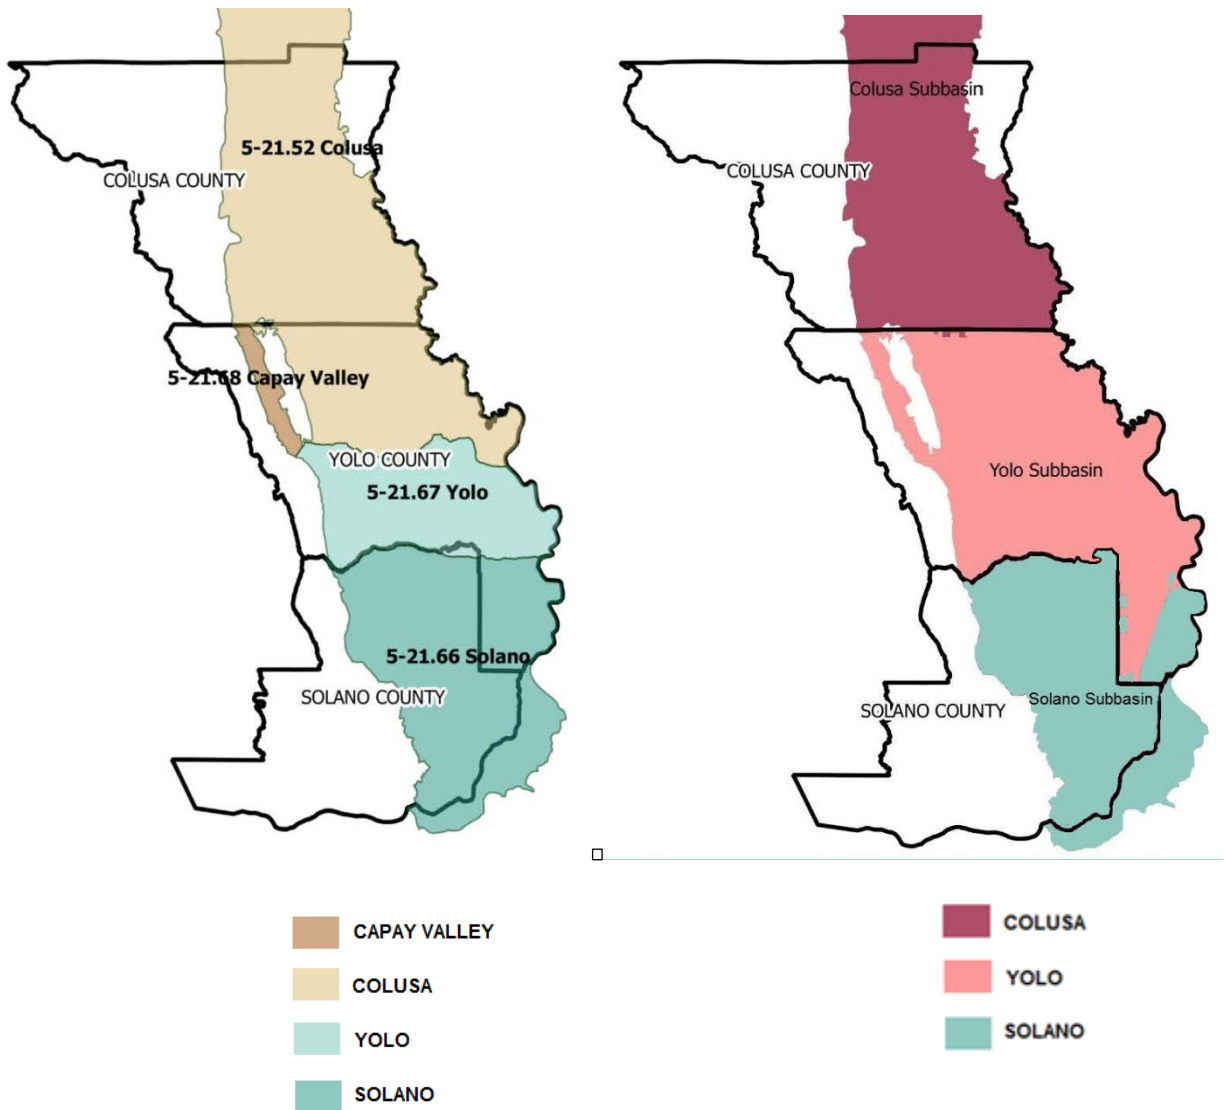 5-21.52 Colusa
COLUSA COUNTY
5-21.68 Capay Valley
YOLO COUNTY
5-21.67 Yolo
5-21.66 Solano
SOLANO COUNTY
CAPAY VALLEY
COLUSA
YOLO
SOLANO
Colusa Subbasin
COLUSA COUNTY
Yolo Subbasin
Solano Subbasin
SOLANO COUNTY
COLUSA
YOLO
SOLANO